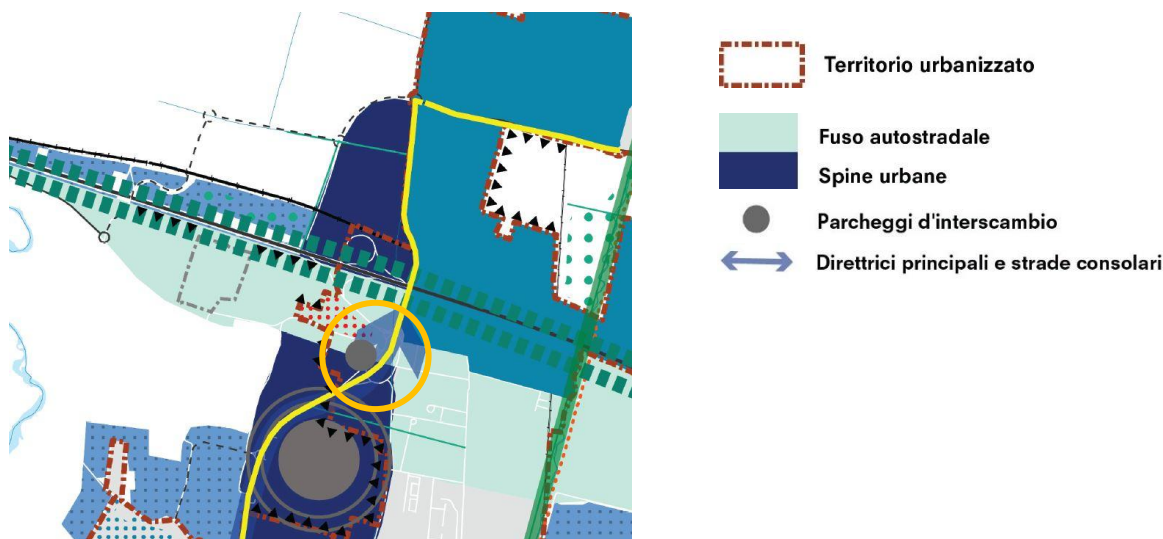 Territorio urbanizzato
Fuso autostradale
Spine urbane
Parcheggi d'interscambio
Direttrici principali e strade consolari